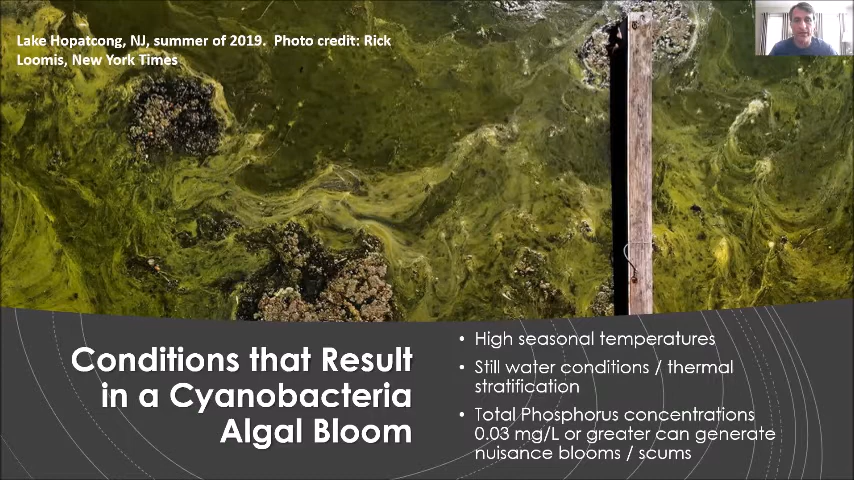 Lake Hopatcong, NJ, summer of 2019.  Photo credit: Rick
Loomis, New York Times
Conditions that Result
in a Cyanobacteria
Algal Bloom
• High seasonal temperatures
• Still water conditions / thermal
stratification
• Total Phosphorus concentrations
0.03 mg/L or greater can generate
nuisance blooms / scums